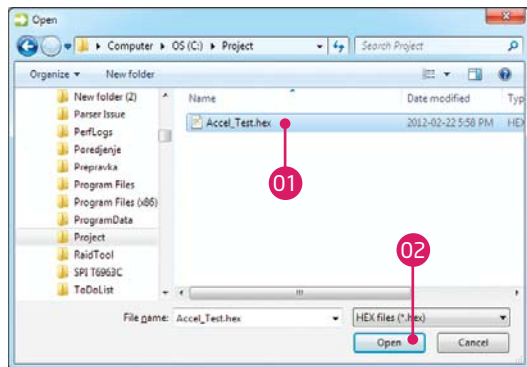 Open
Computer ▸ OS (C:) ▸ Project
Search Project
Organize
New folder
New folder (2)
Parser Issue
PerfLogs
Poredjenje
Prepravka
Program Files
Program Files (x86)
ProgramData
Project
RaidTool
SPI T6963C
ToDoList
Name
Date modified
Typ
Accel_Test.hex
2012-02-22 5:58 PM
HEX
01
02
File name:
Accel_Test.hex
HEX files (*.hex)
Open
Cancel